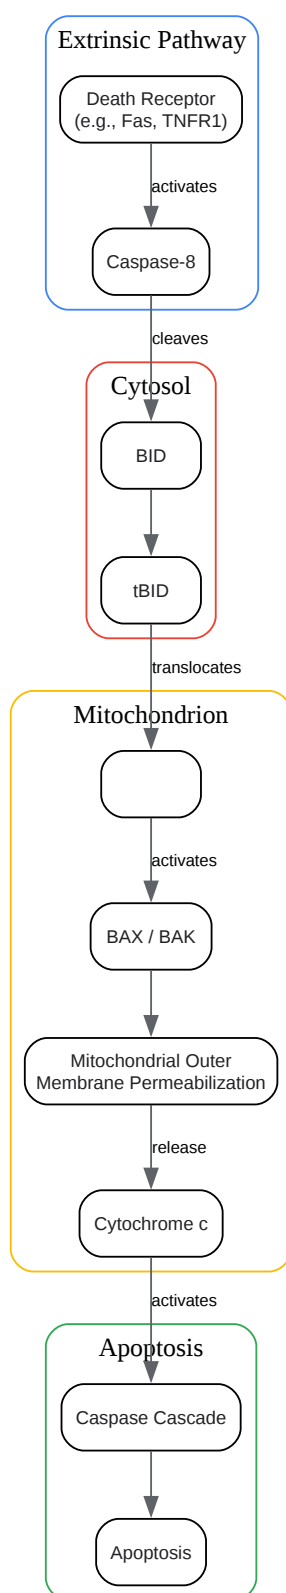 Extrinsic Pathway
Death Receptor
(e.g., Fas, TNFR1)
activates
Caspase-8
cleaves
Cytosol
BID
tBID
translocates
Mitochondrion
activates
BAX / BAK
Mitochondrial Outer
Membrane Permeabilization
release
Cytochrome c
activates
Apoptosis
Caspase Cascade
Apoptosis